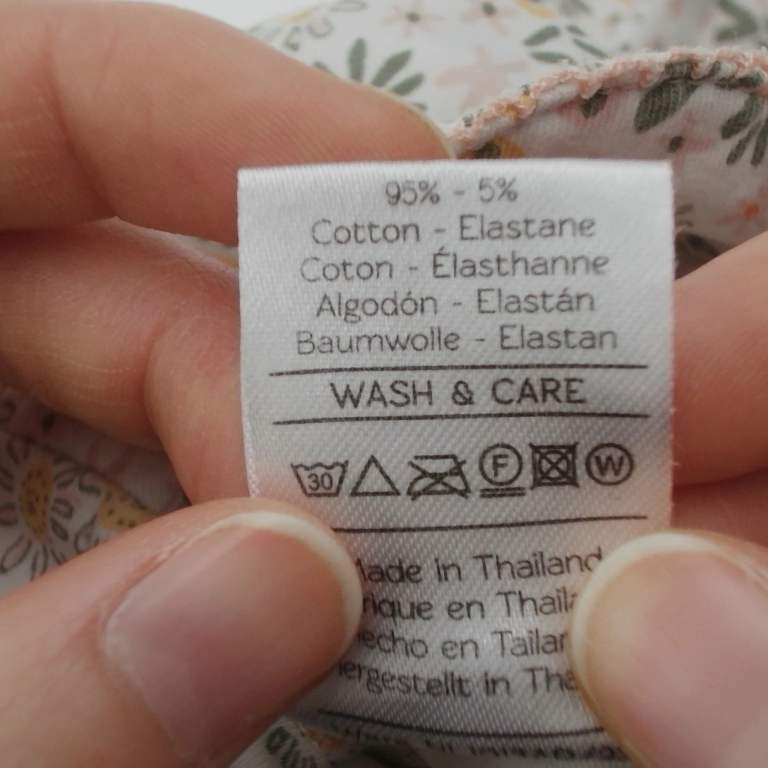 95% - 5%
Cotton - Elastane
Coton - Élasthanne
Algodón - Elastán
Baumwolle - Elastan
WASH & CARE
30 F W
in Thailand
en
en
in